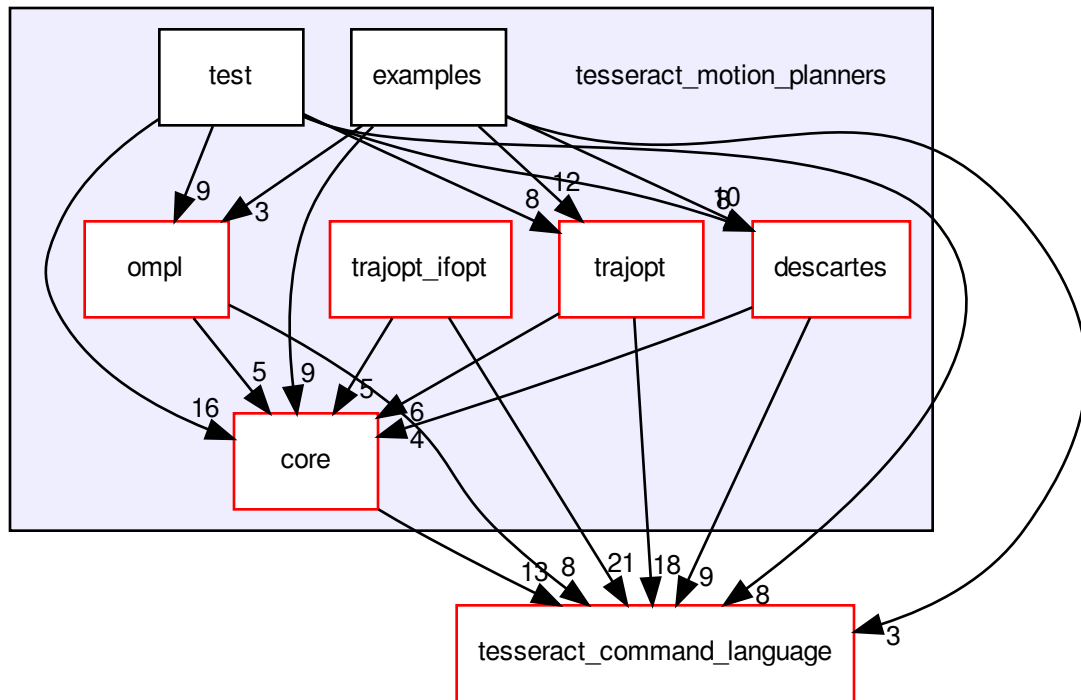 test
examples
tesseract_motion_planners
9
3
8
12
8
10
ompl
trajopt_ifopt
trajopt
descartes
16
5
9
5
6
4
core
13
8
21
18
9
8
3
tesseract_command_language